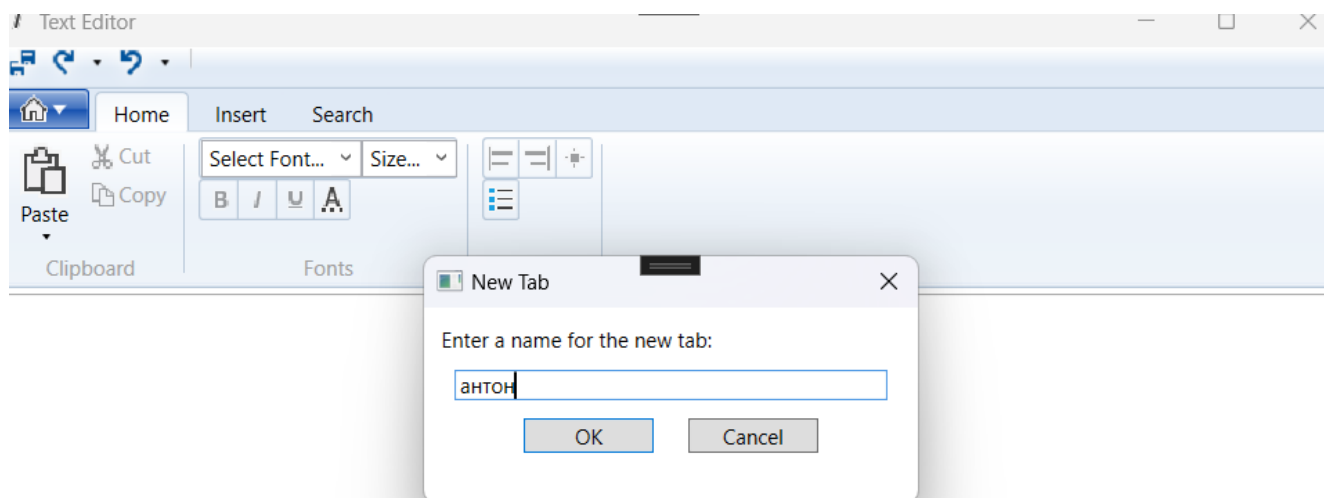 Text Editor
Home Insert Search
Cut
Select Font... Size...
Copy
B I U A
Paste
Clipboard Fonts
New Tab
Enter a name for the new tab:
антон
OK Cancel